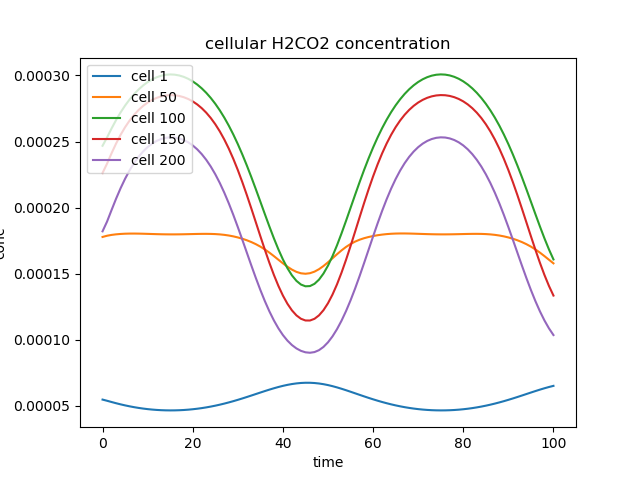 cellular H2CO2 concentration
cell 1
cell 50
cell 100
cell 150
cell 200
0.00030
0.00025
0.00020
0.00015
0.00010
0.00005
0
20
40
60
80
100
time